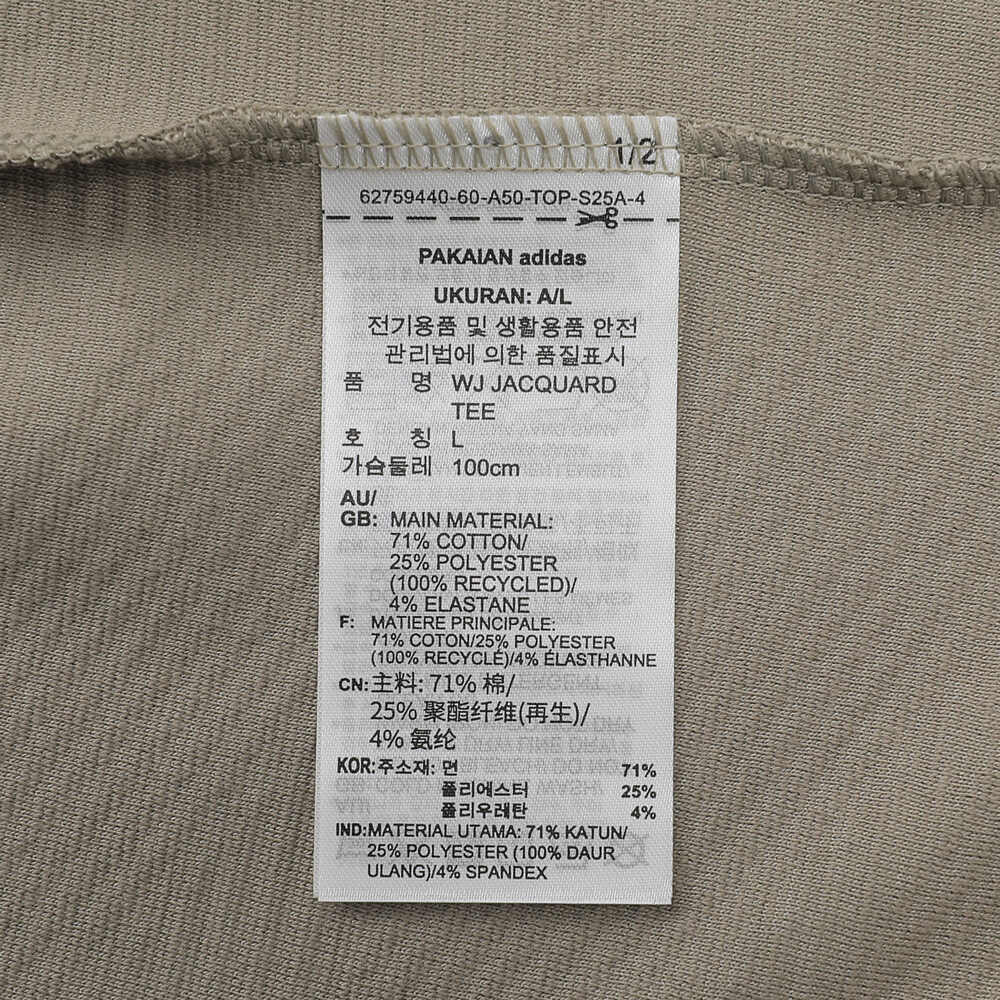 1/2
62759440-60-A50-TOP-S25A-4
PAKAIAN adidas
UKURAN: A/L
전기용품 및 생활용품 안전
관리법에 의한 품질표시
품 명 WJ JACQUARD
TEE
호 칭 L
가슴둘레 100cm
AU/
GB: MAIN MATERIAL:
71% COTTON/
25% POLYESTER
(100% RECYCLED)/
4% ELASTANE
F: MATIERE PRINCIPALE:
71% COTON/25% POLYESTER
(100% RECYCLÉ)/4% ÉLASTHANNE
CN: 主料: 71% 棉/
25% 聚酯纤维(再生)/
4% 氨纶
KOR: 주소재: 면 71%
폴리에스터 25%
폴리우레탄 4%
IND: MATERIAL UTAMA: 71% KATUN/
25% POLYESTER (100% DAUR
ULANG)/4% SPANDEX